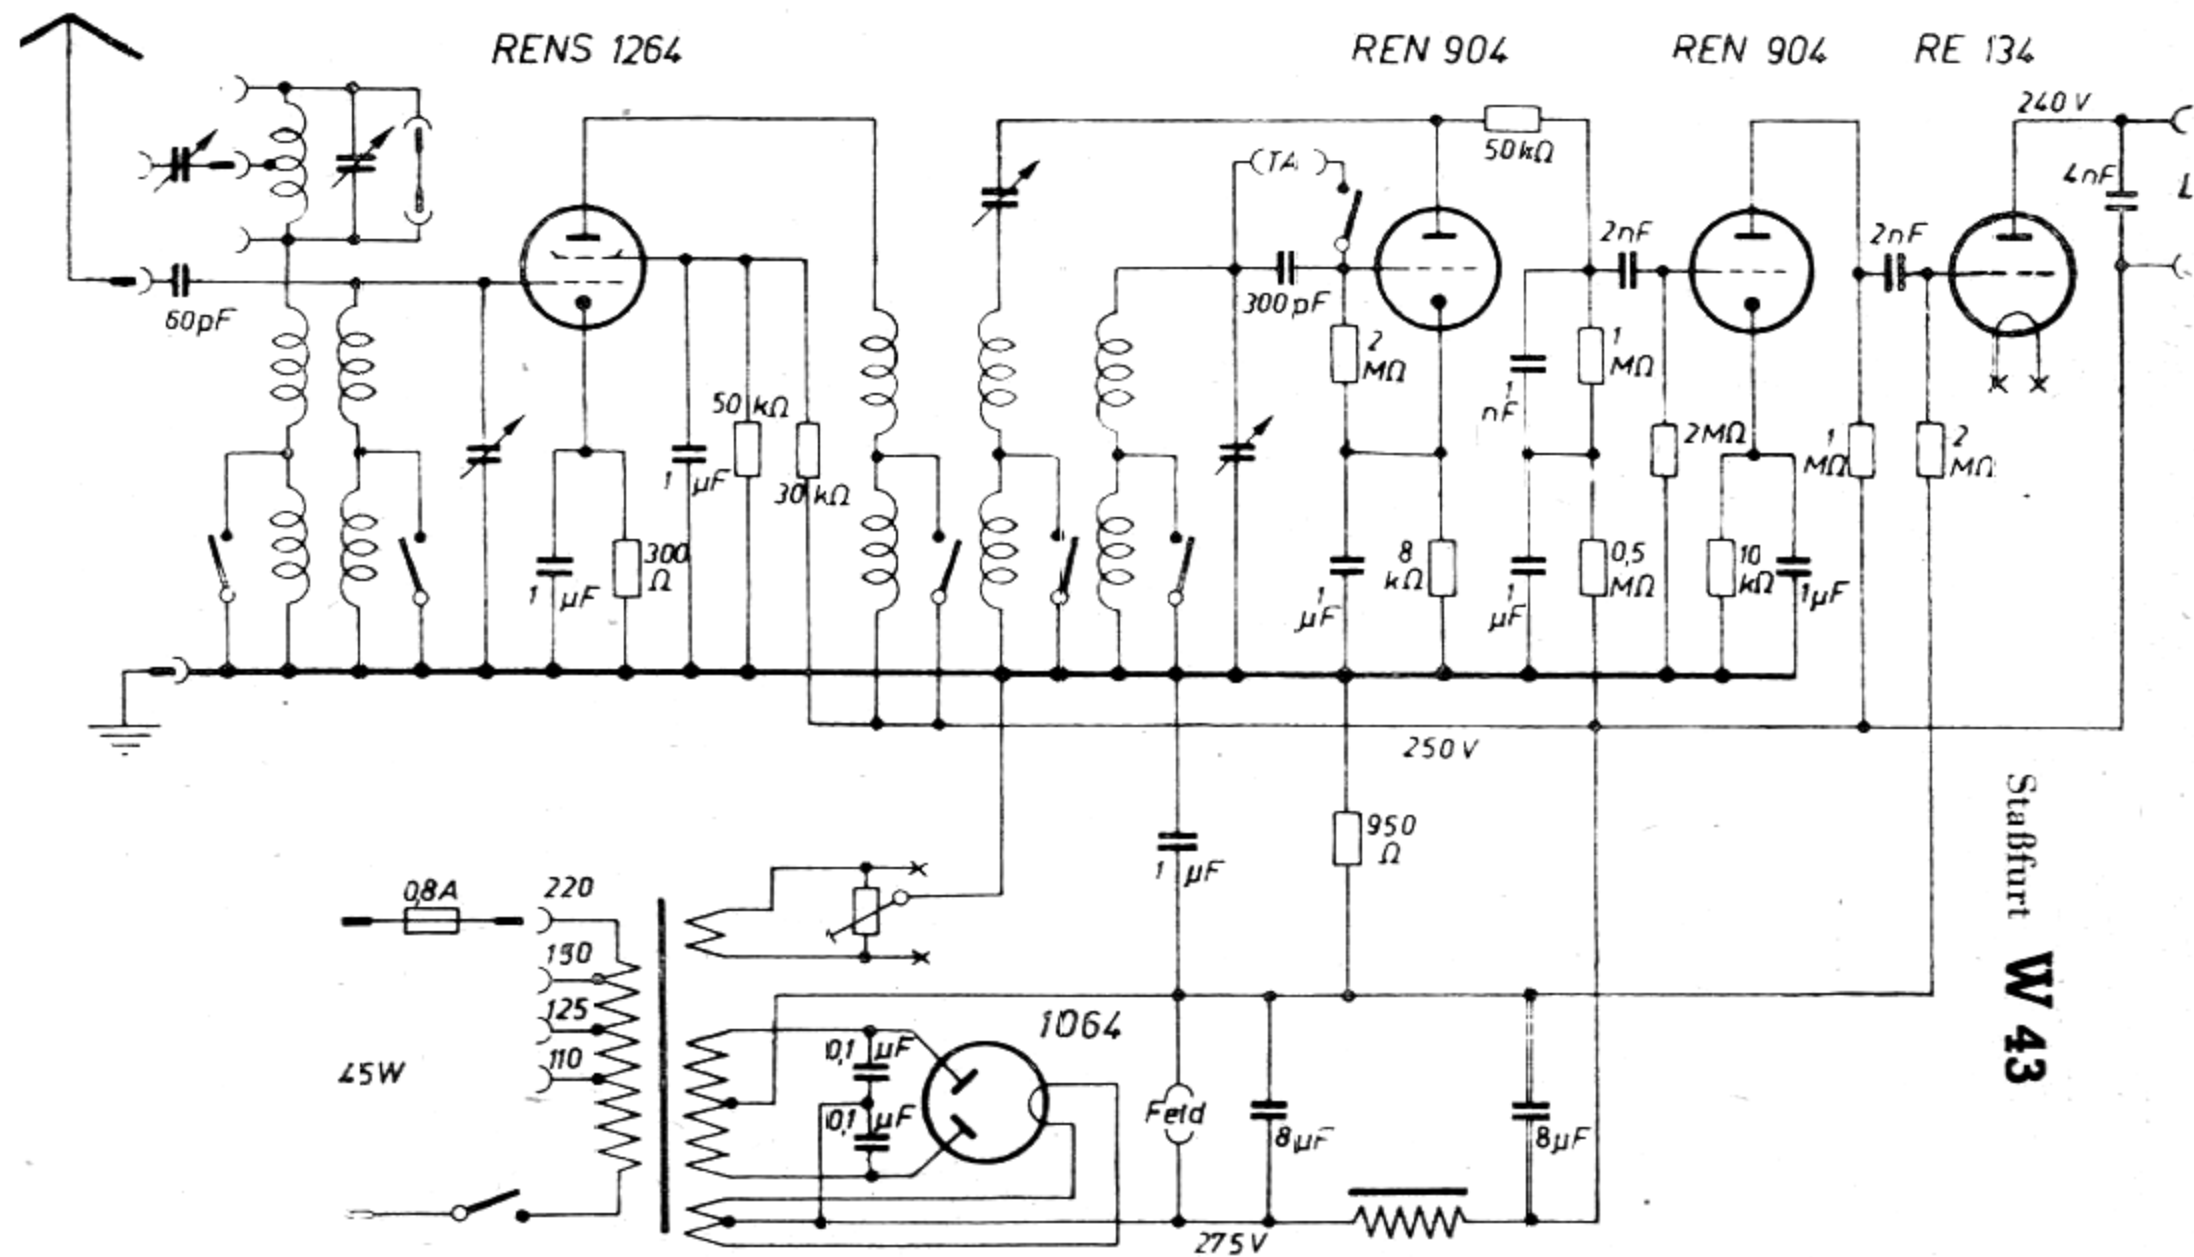 RENS 1264
REN 904
REN 904
RE 134
240 V
50 kΩ
(TA)
4nF
L
60pF
300 pF
2nF
2nF
2 MΩ
1 nF
1 MΩ
50 kΩ
1 µF
30 kΩ
2MΩ
1 MΩ
2 MΩ
1 µF
300 Ω
1 µF
8 kΩ
1 µF
0,5 MΩ
10 kΩ
1µF
250 V
Staßfurt W 43
950 Ω
1 µF
0,8A
220
190
125
110
45W
0,1 µF
0,1 µF
1064
Feld
8µF
8µF
275V